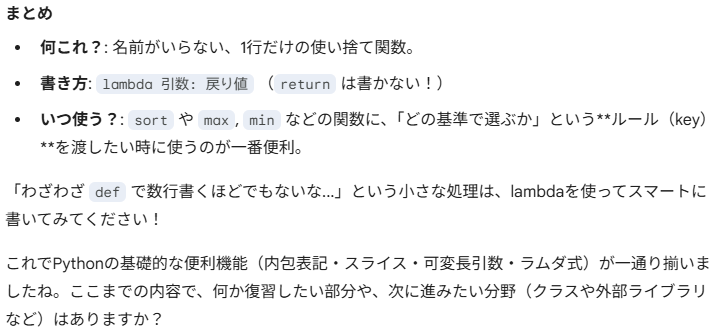 まとめ
• 何これ？: 名前がいらない、1行だけの使い捨て関数。
• 書き方: lambda 引数: 戻り値 （return は書かない！）
• いつ使う？: sort や max, min などの関数に、「どの基準で選ぶか」という**ルール（key）
**を渡したい時に使うのが一番便利。
「わざわざ def で数行書くほどでもないな...」という小さな処理は、lambdaを使ってスマートに
書いてみてください！
これでPythonの基礎的な便利機能（内包表記・スライス・可変長引数・ラムダ式）が一通り揃いま
したね。ここまでの内容で、何か復習したい部分や、次に進みたい分野（クラスや外部ライブラリ
など）はありますか？